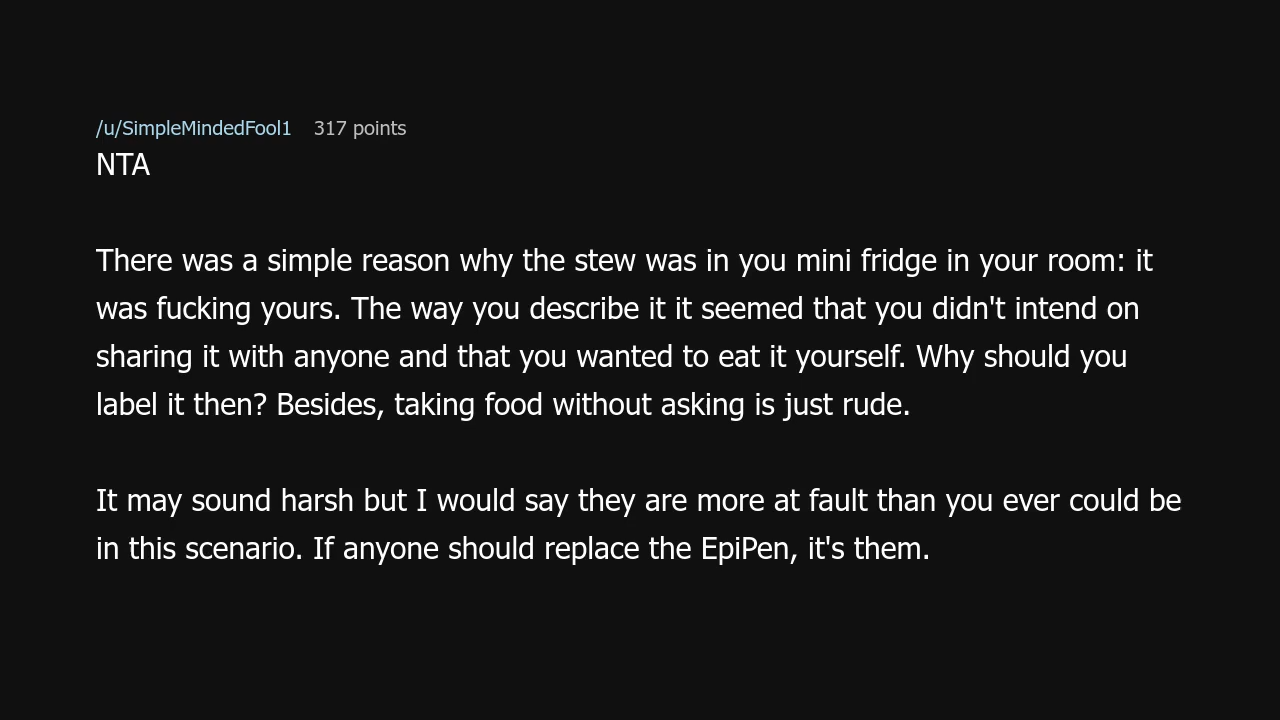 /u/SimpleMindedFool1 317 points
NTA
There was a simple reason why the stew was in you mini fridge in your room: it
was fucking yours. The way you describe it it seemed that you didn't intend on
sharing it with anyone and that you wanted to eat it yourself. Why should you
label it then? Besides, taking food without asking is just rude.
It may sound harsh but I would say they are more at fault than you ever could be
in this scenario. If anyone should replace the EpiPen, it's them.